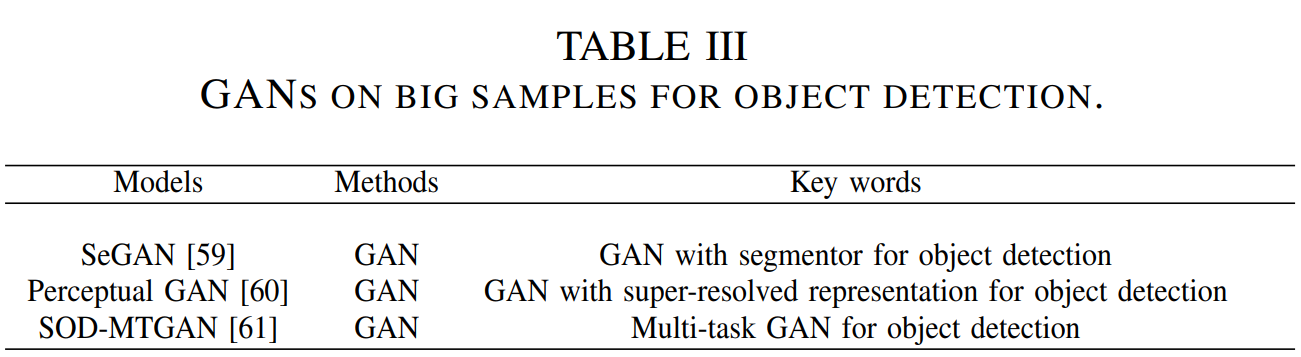 TABLE III
GANS ON BIG SAMPLES FOR OBJECT DETECTION.
Models Methods Key words
SeGAN [59] GAN GAN with segmentor for object detection
Perceptual GAN [60] GAN GAN with super-resolved representation for object detection
SOD-MTGAN [61] GAN Multi-task GAN for object detection